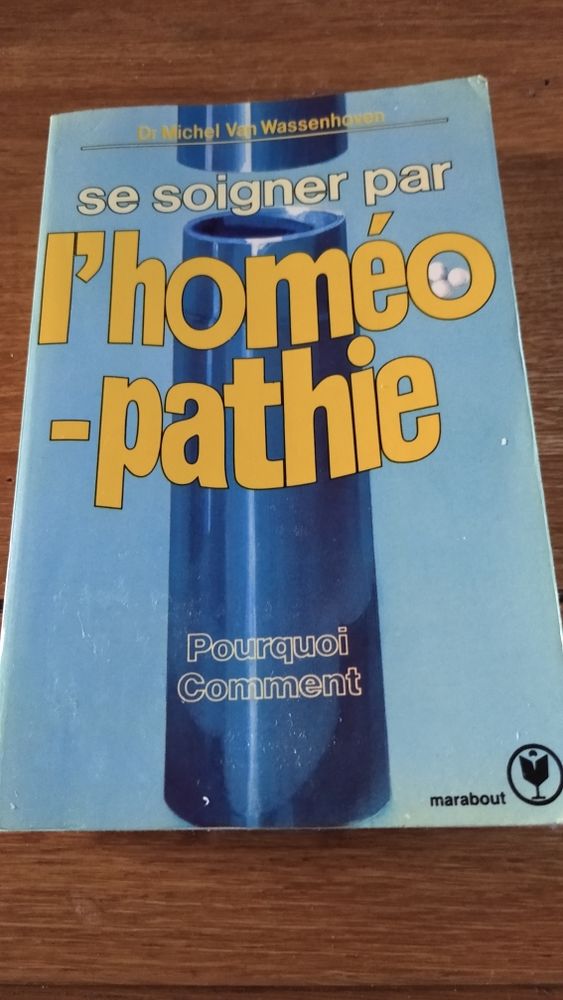 Dr Michel Van Wassenhoven
se soigner par
l'homéo
-pathie
Pourquoi
Comment
marabout